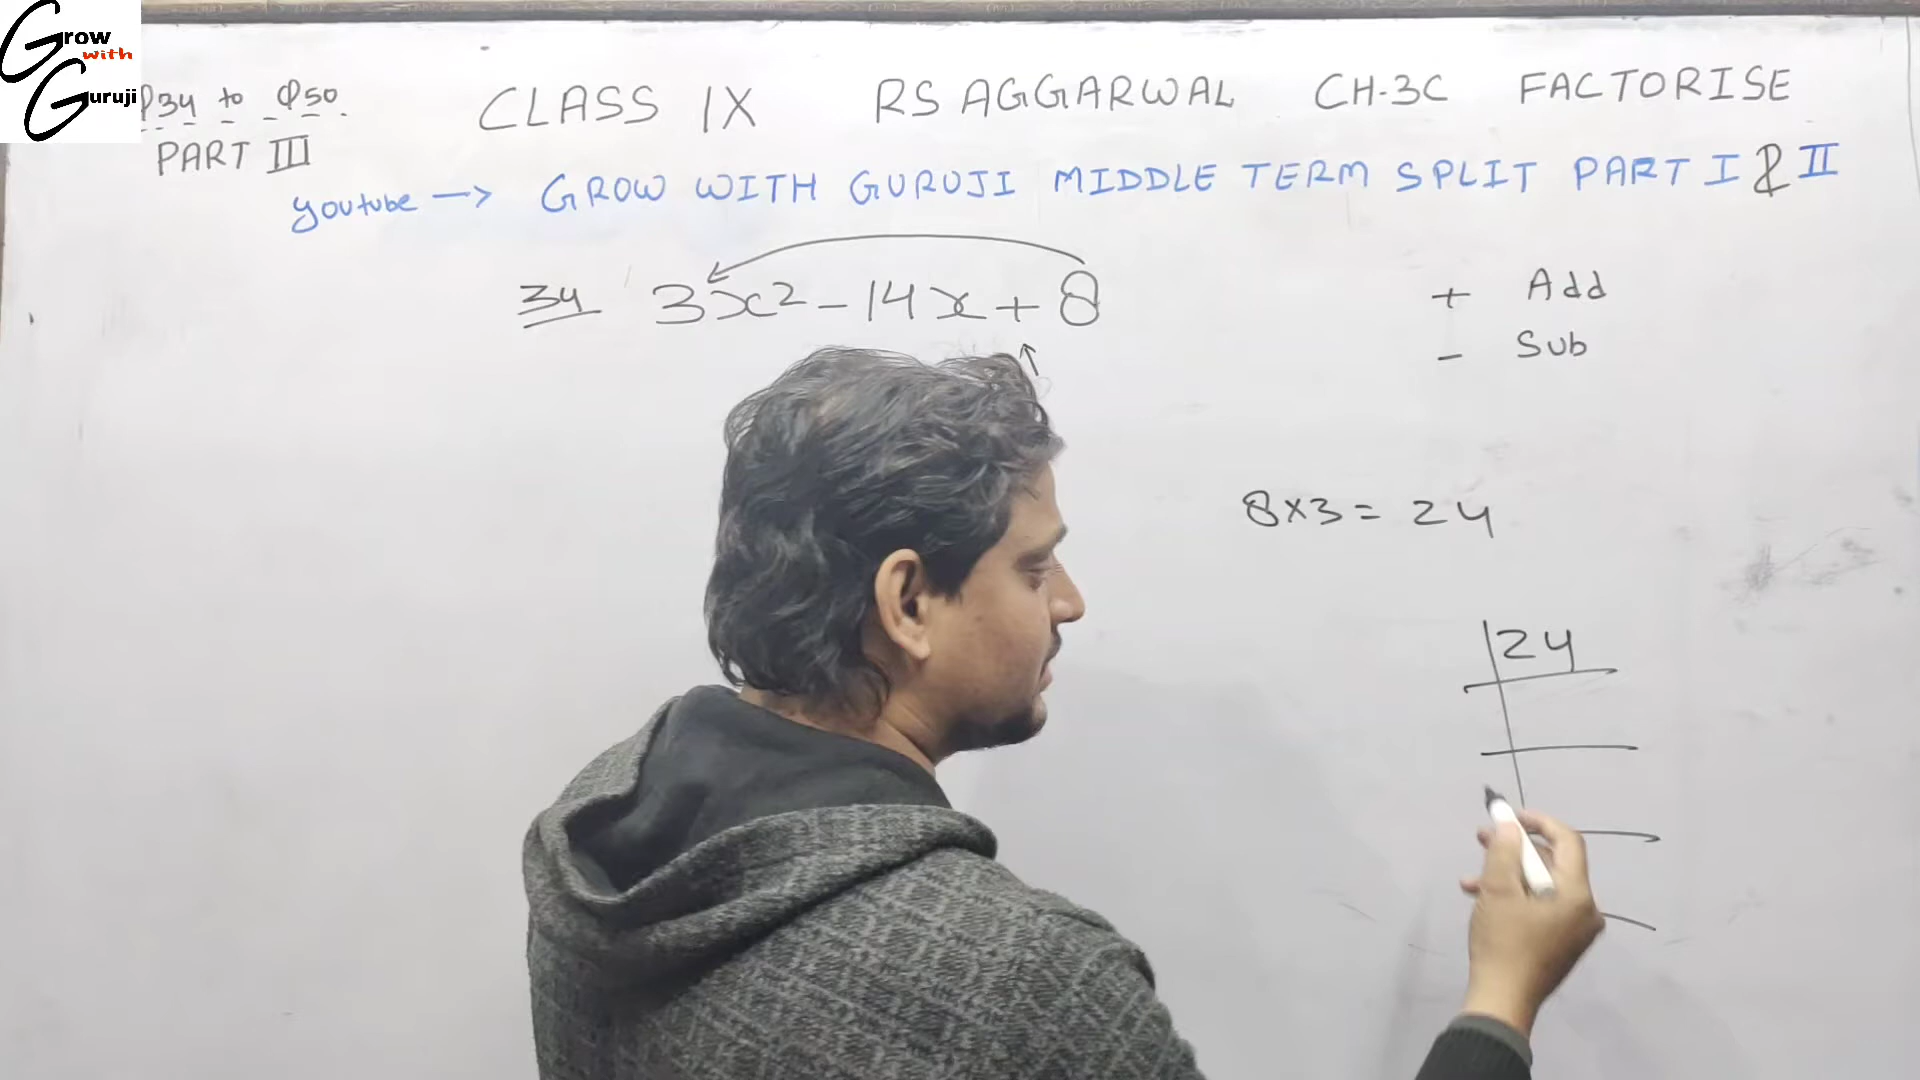 Grow
with
Guruji
Q34 to Q50.
PART III
CLASS IX RS AGGARWAL CH-3C FACTORISE
youtube → GROW WITH GURUJI MIDDLE TERM SPLIT PART I & II
34 3x² - 14x + 8
+ Add
- Sub
8x3 = 24
24